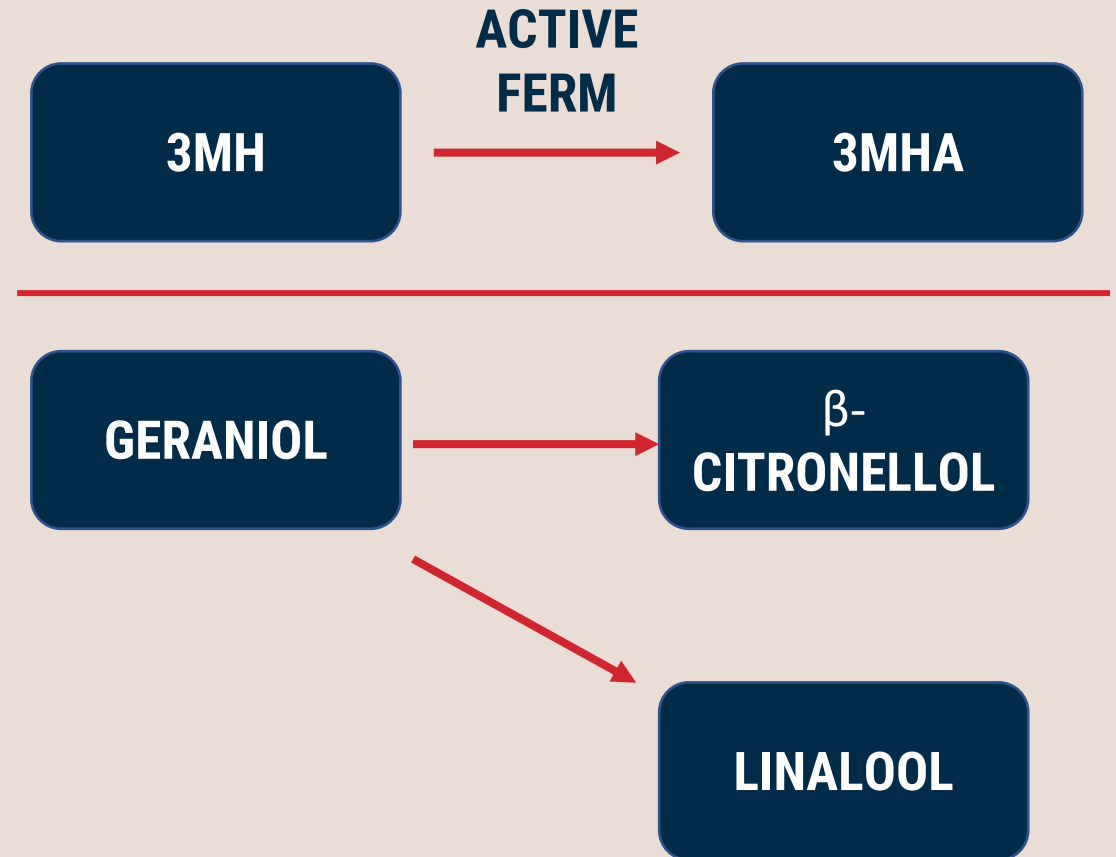 ACTIVE
FERM
3MH
3MHA
GERANIOL
β-
CITRONELLOL
LINALOOL